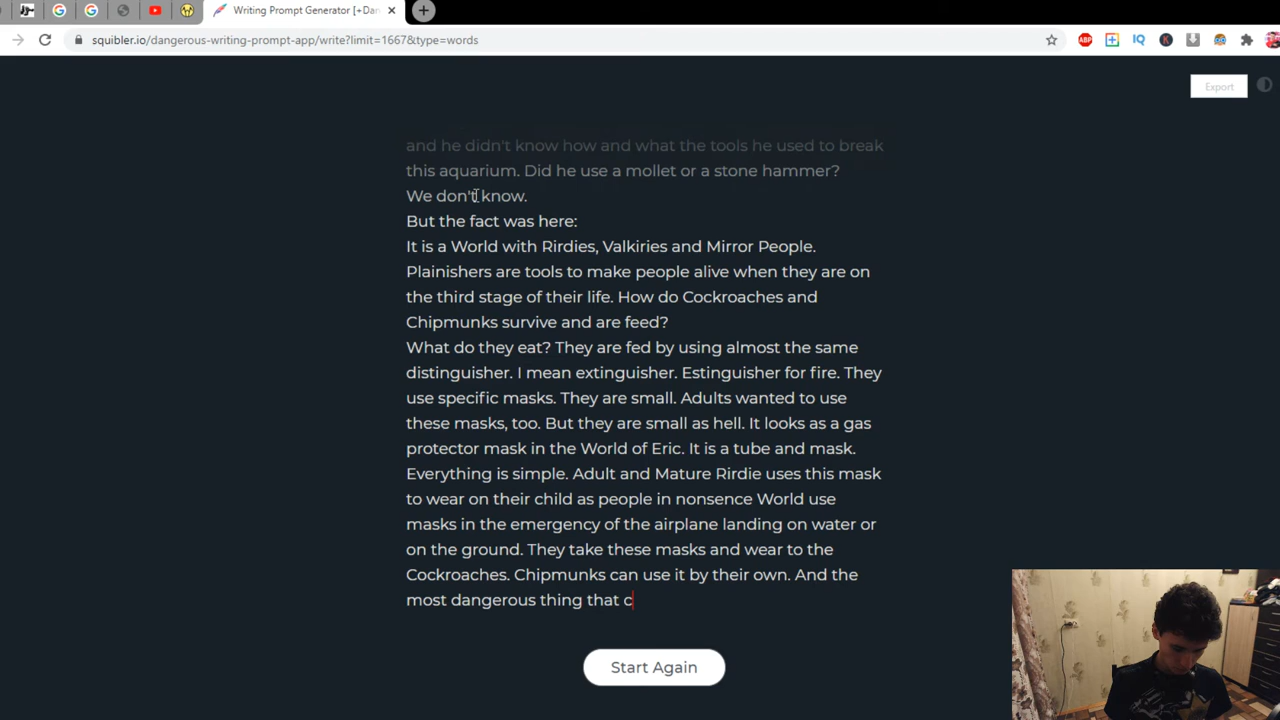 Writing Prompt Generator [+Dan
squibler.io/dangerous-writing-prompt-app/write?limit=1667&type=words
ABP
IQ
K
Export
and he didn't know how and what the tools he used to break
this aquarium. Did he use a mollet or a stone hammer?
We don't know.
But the fact was here:
It is a World with Rirdies, Valkiries and Mirror People.
Plainishers are tools to make people alive when they are on
the third stage of their life. How do Cockroaches and
Chipmunks survive and are feed?
What do they eat? They are fed by using almost the same
distinguisher. I mean extinguisher. Estinguisher for fire. They
use specific masks. They are small. Adults wanted to use
these masks, too. But they are small as hell. It looks as a gas
protector mask in the World of Eric. It is a tube and mask.
Everything is simple. Adult and Mature Rirdie uses this mask
to wear on their child as people in nonsence World use
masks in the emergency of the airplane landing on water or
on the ground. They take these masks and wear to the
Cockroaches. Chipmunks can use it by their own. And the
most dangerous thing that c
Start Again